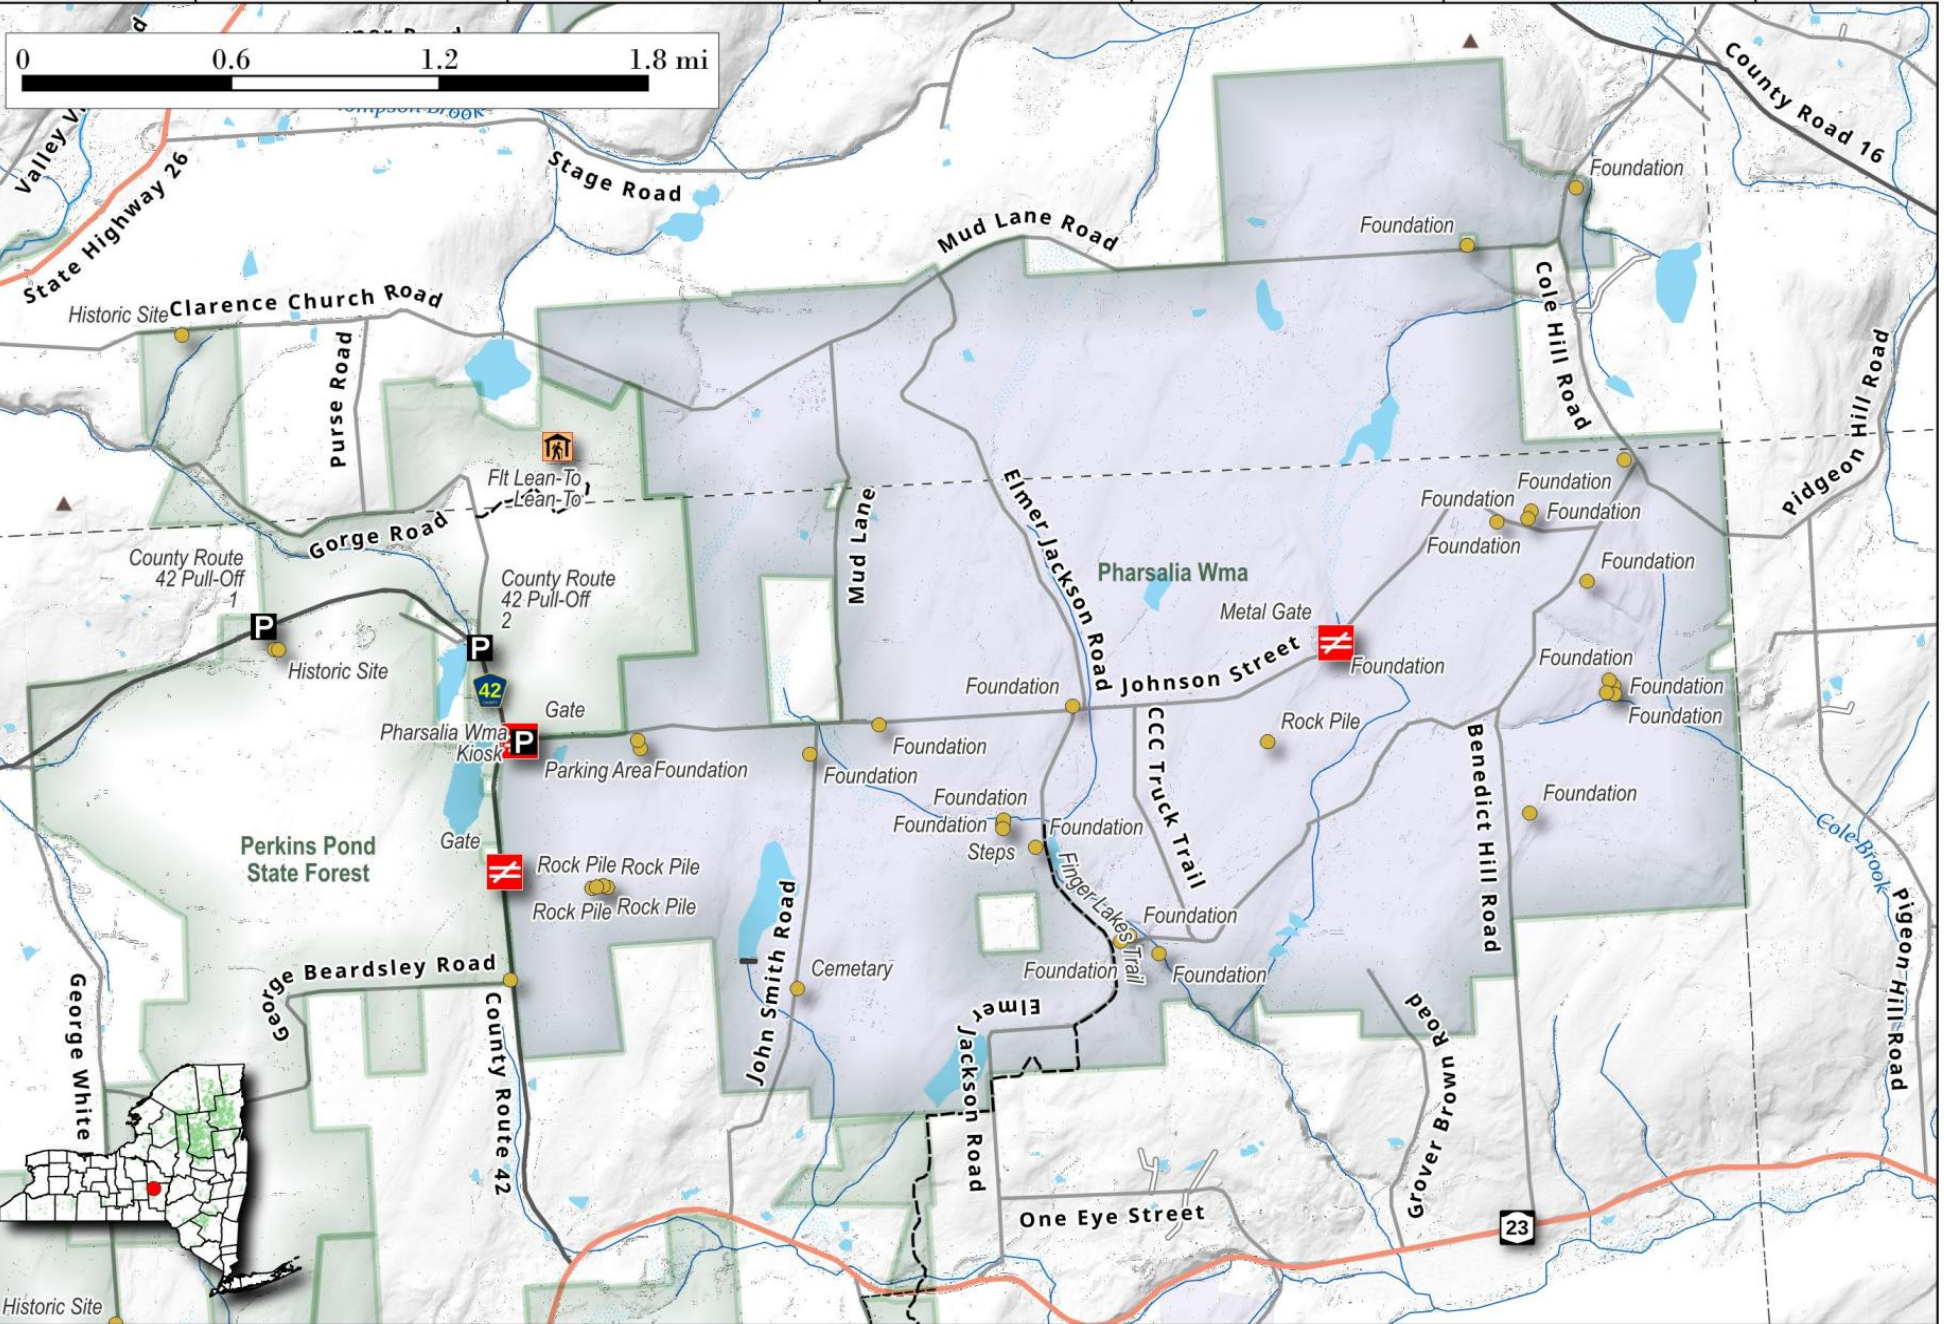 0 0.6 1.2 1.8 mi
State Highway 26
Stage Road
County Road 16
Foundation
Foundation
Mud Lane Road
Historic Site
Clarence Church Road
Purse Road
Cole Hill Road
Pidgeon Hill Road
Flt Lean-To
Lean-To
Gorge Road
Mud Lane
Elmer Jackson Road
Pharsalia Wma
Foundation
Foundation
Foundation
Foundation
Foundation
County Route
42 Pull-Off
1
P
Historic Site
County Route
42 Pull-Off
2
P
42
Metal Gate
Foundation
Johnson Street
Foundation
Gate
Pharsalia Wma
Kiosk
P
Parking Area
Foundation
Foundation
Foundation
Rock Pile
Foundation
Foundation
Foundation
CCC Truck Trail
Benedict Hill Road
Foundation
Foundation
Foundation
Steps
Foundation
Finger Lakes Trail
Foundation
Foundation
Foundation
Cole Brook
Pigeon Hill Road
Perkins Pond
State Forest
Gate
Rock Pile
Rock Pile
Rock Pile
Rock Pile
John Smith Road
Cemetary
George Beardsley Road
George White
County Route 42
Elmer
Jackson Road
Grover Brown Road
One Eye Street
23
Historic Site